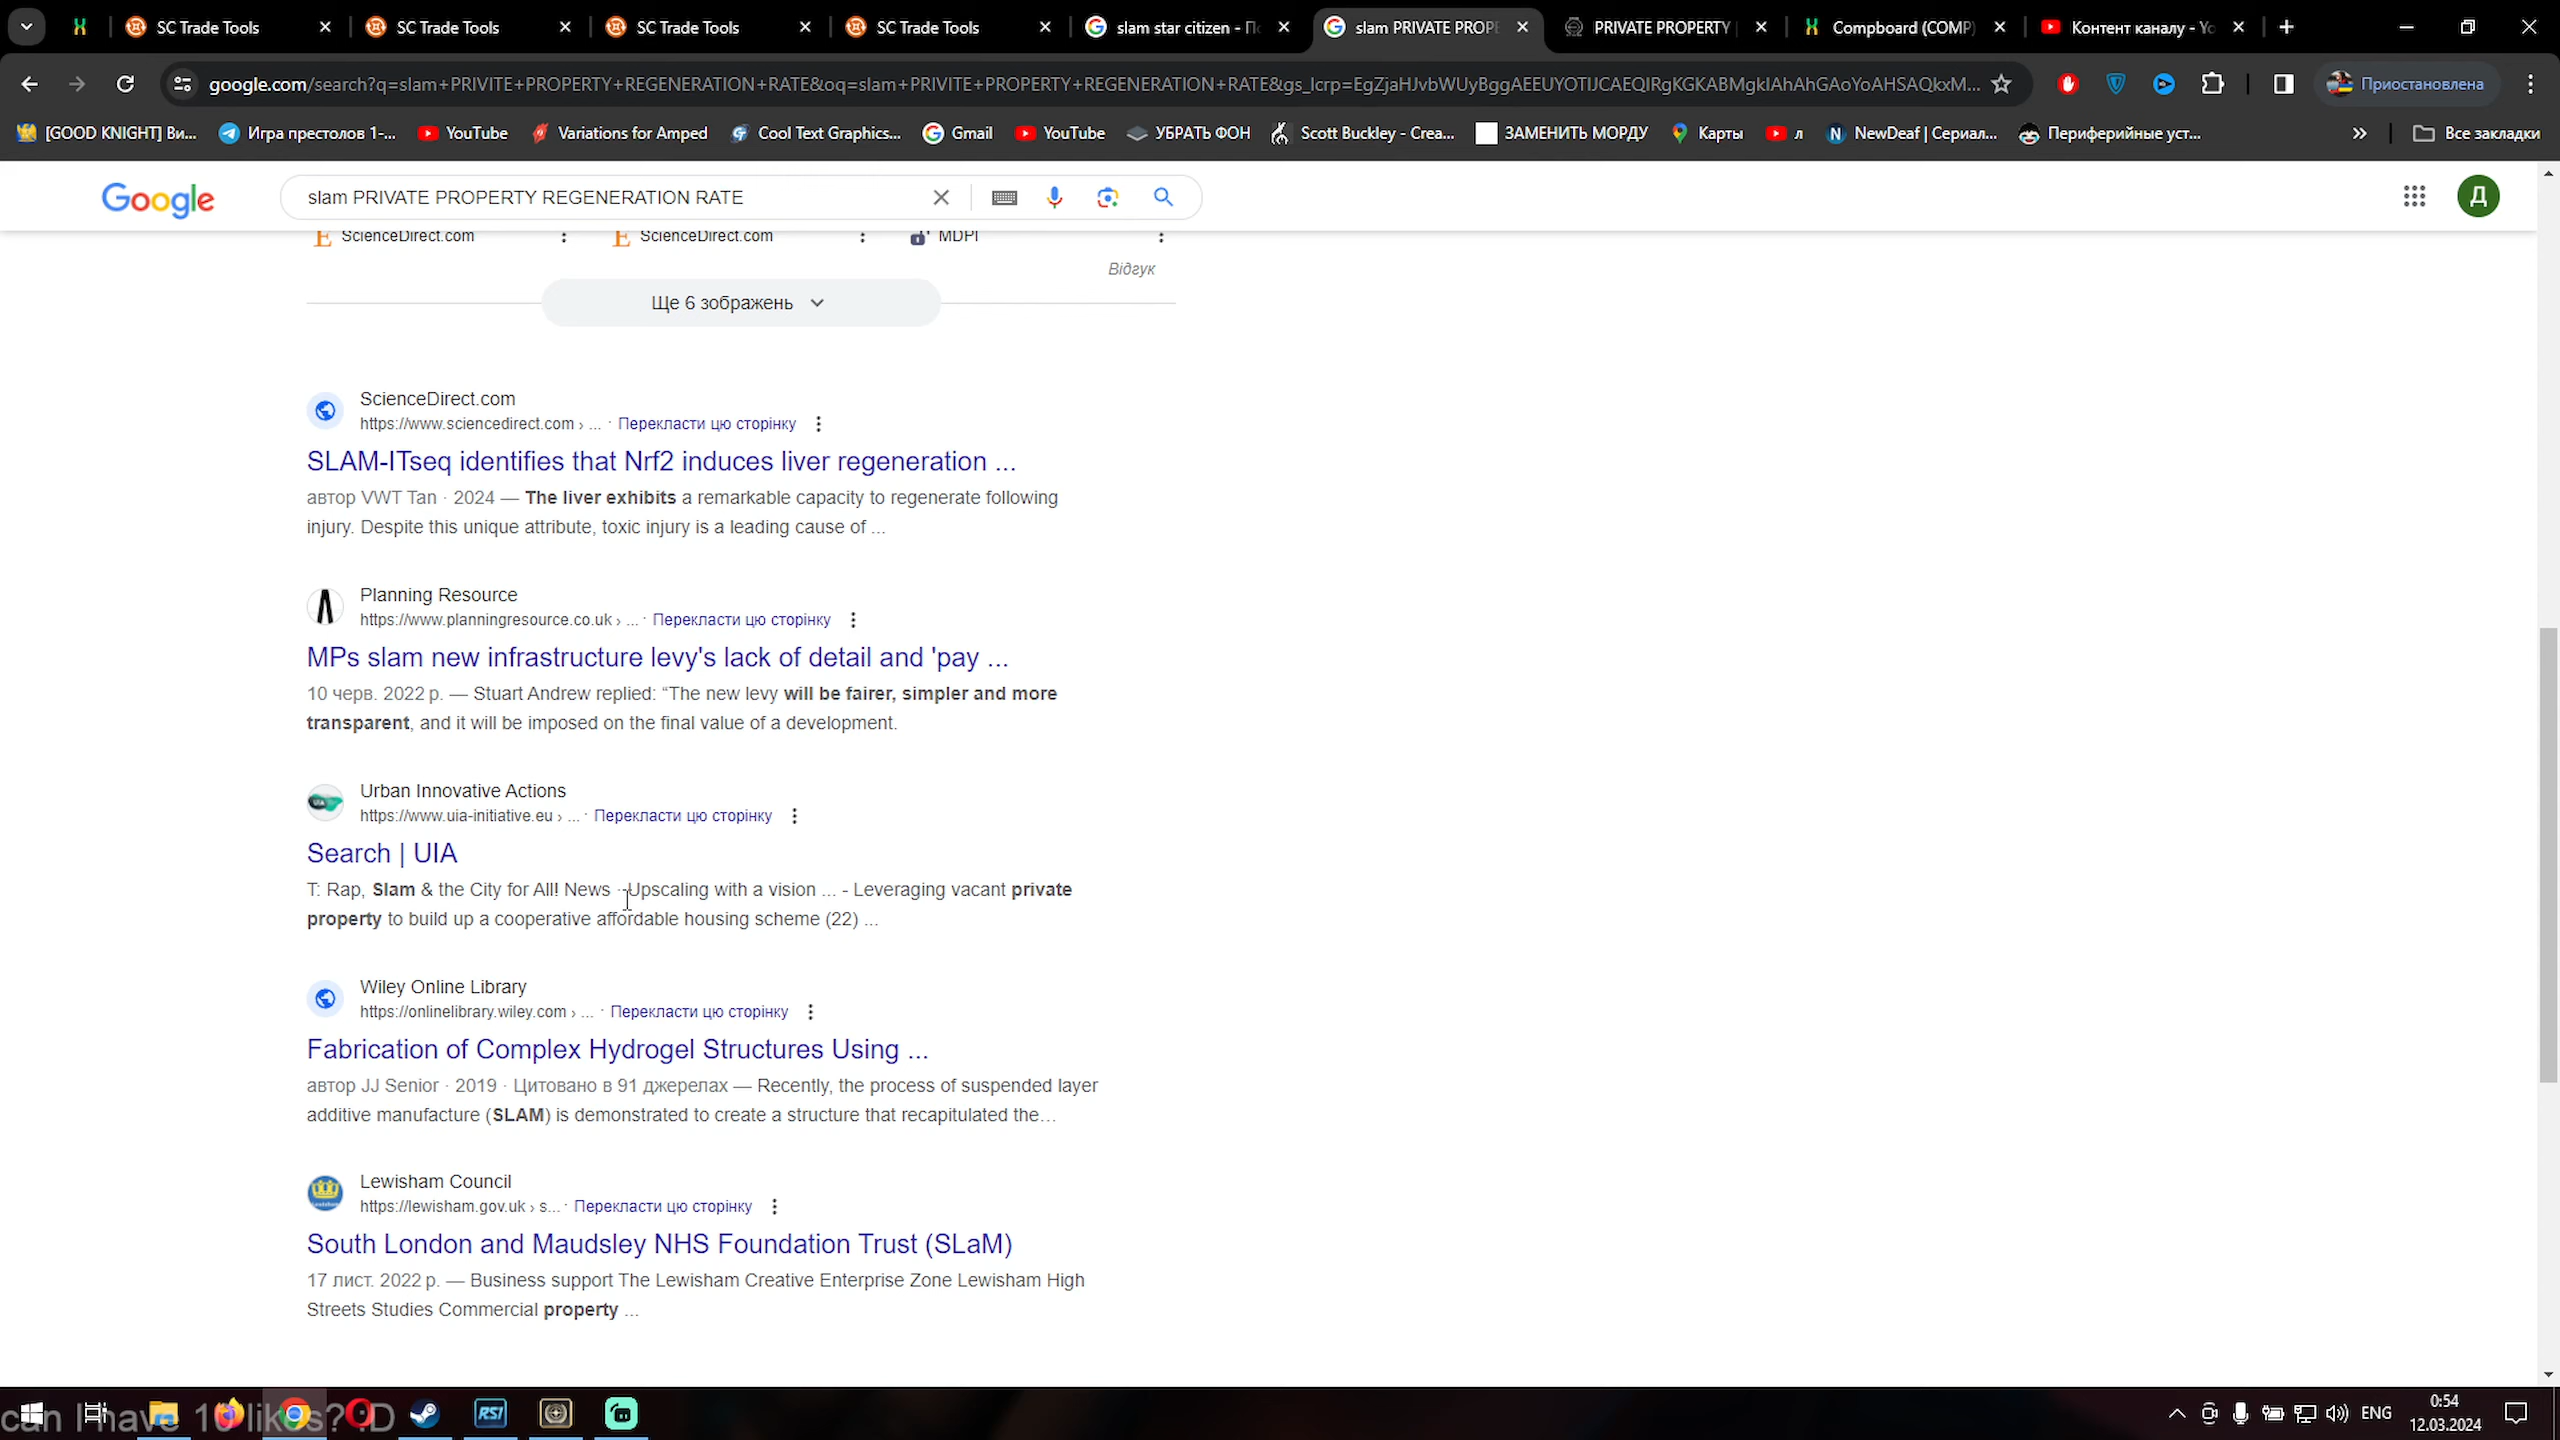 SC Trade Tools
SC Trade Tools
SC Trade Tools
SC Trade Tools
slam star citizen - По
slam PRIVATE PROPE
PRIVATE PROPERTY
Compboard (COMP)
Контент каналу - Yo
google.com/search?q=slam+PRIVITE+PROPERTY+REGENERATION+RATE&oq=slam+PRIVITE+PROPERTY+REGENERATION+RATE&gs_lcrp=EgZjaHJvbWUyBggAEEUYOTIJCAEQIRgKGKABMgkIAhAhGAoYoAHSAQkxM...
Приостановлена
[GOOD KNIGHT] Ви...
Игра престолов 1-...
YouTube
Variations for Amped
Cool Text Graphics...
Gmail
YouTube
УБРАТЬ ФОН
Scott Buckley - Crea...
ЗАМЕНИТЬ МОРДУ
Карты
л
NewDeaf | Сериал...
Периферийные уст...
Все закладки
Google
slam PRIVATE PROPERTY REGENERATION RATE
Д
ScienceDirect.com
ScienceDirect.com
MDPI
Відгук
Ще 6 зображень
ScienceDirect.com
https://www.sciencedirect.com › ... · Перекласти цю сторінку
SLAM-ITseq identifies that Nrf2 induces liver regeneration ...
автор VWT Tan · 2024 — The liver exhibits a remarkable capacity to regenerate following
injury. Despite this unique attribute, toxic injury is a leading cause of ...
Planning Resource
https://www.planningresource.co.uk › ... · Перекласти цю сторінку
MPs slam new infrastructure levy's lack of detail and 'pay ...
10 черв. 2022 р. — Stuart Andrew replied: “The new levy will be fairer, simpler and more
transparent, and it will be imposed on the final value of a development.
Urban Innovative Actions
https://www.uia-initiative.eu › ... · Перекласти цю сторінку
Search | UIA
T: Rap, Slam & the City for All! News · Upscaling with a vision ... - Leveraging vacant private
property to build up a cooperative affordable housing scheme (22) ...
Wiley Online Library
https://onlinelibrary.wiley.com › ... · Перекласти цю сторінку
Fabrication of Complex Hydrogel Structures Using ...
автор JJ Senior · 2019 · Цитовано в 91 джерелах — Recently, the process of suspended layer
additive manufacture (SLAM) is demonstrated to create a structure that recapitulated the...
Lewisham Council
https://lewisham.gov.uk › s... · Перекласти цю сторінку
South London and Maudsley NHS Foundation Trust (SLaM)
17 лист. 2022 р. — Business support The Lewisham Creative Enterprise Zone Lewisham High
Streets Studies Commercial property ...
can I have 10 likes? :D
RSI
ENG
0:54
12.03.2024